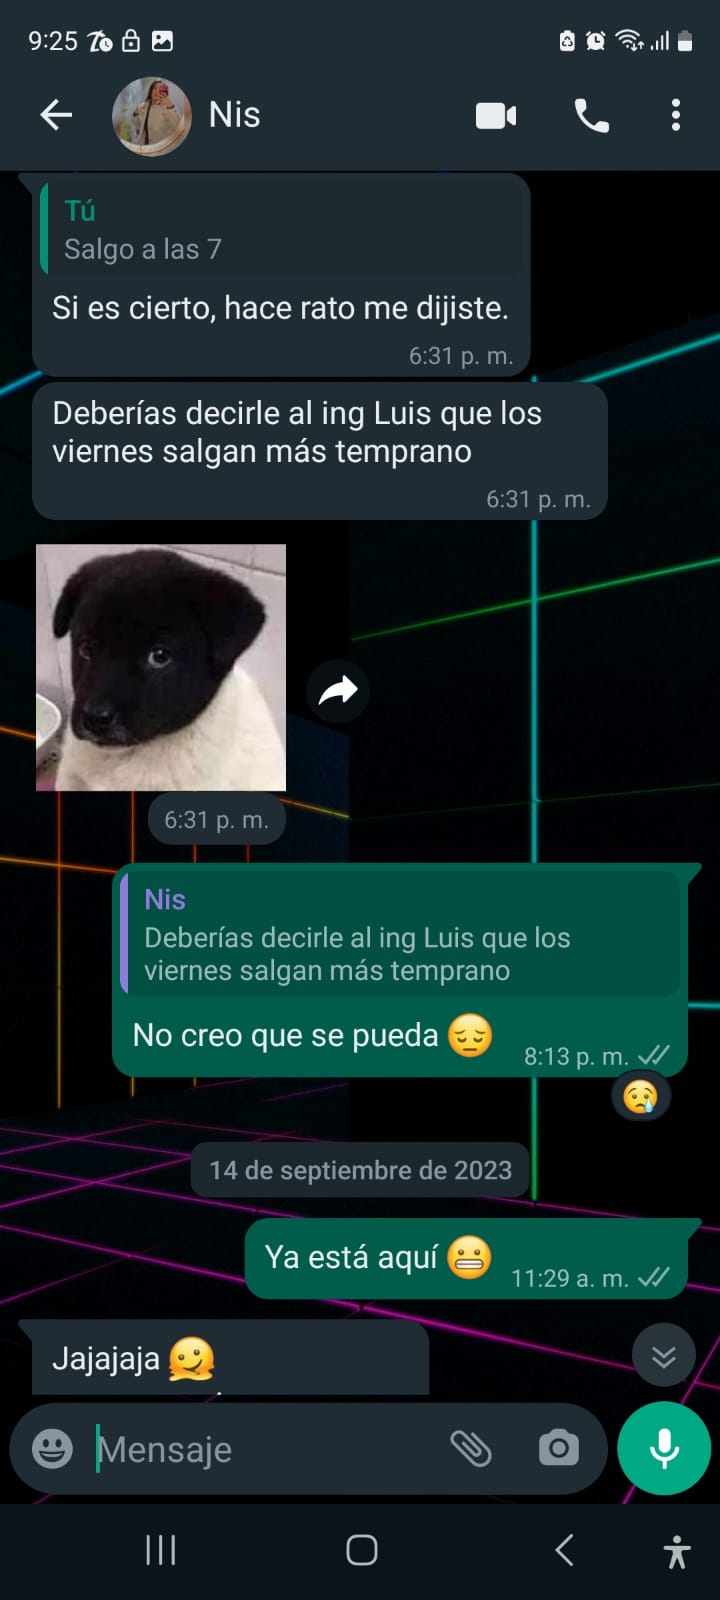 9:25
Nis
Tú
Salgo a las 7
Si es cierto, hace rato me dijiste.
6:31 p. m.
Deberías decirle al ing Luis que los
viernes salgan más temprano
6:31 p. m.
6:31 p. m.
Nis
Deberías decirle al ing Luis que los
viernes salgan más temprano
No creo que se pueda 😔
8:13 p. m.
😢
14 de septiembre de 2023
Ya está aquí 😬
11:29 a. m.
Jajajaja 🫠
Mensaje